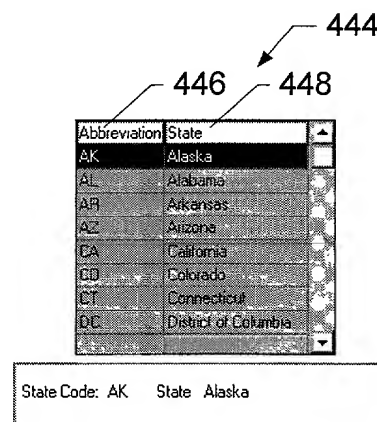 444
446 448
Abbreviation State
AK Alaska
AL Alabama
AR Arkansas
AZ Arizona
CA California
CO Colorado
CT Connecticut
DC District of Columbia
State Code: AK State Alaska